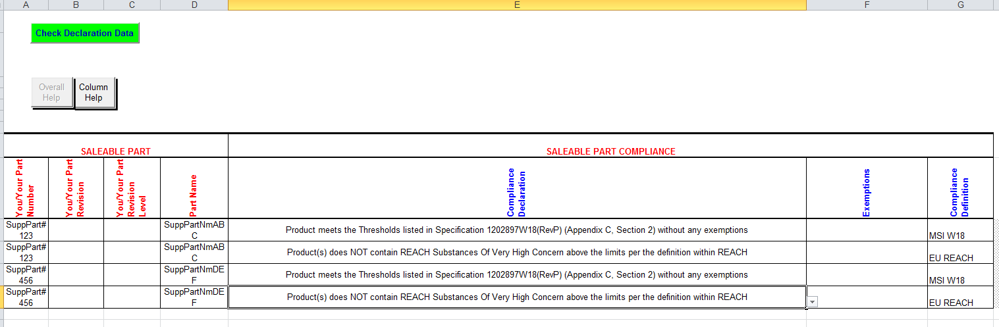 A B C D E F G
Check Declaration Data
Overall
Help
Column
Help
SALEABLE PART
SALEABLE PART COMPLIANCE
You/Your Part
Number
You/Your Part
Revision
You/Your Part
Revision
Level
Part Name
Compliance
Declaration
Exemptions
Compliance
Definition
SuppPart#
123
SuppPartNmAB
C
Product meets the Thresholds listed in Specification 1202897W18(RevP) (Appendix C, Section 2) without any exemptions
MSI W18
SuppPart#
123
SuppPartNmAB
C
Product(s) does NOT contain REACH Substances Of Very High Concern above the limits per the definition within REACH
EU REACH
SuppPart#
456
SuppPartNmDE
F
Product meets the Thresholds listed in Specification 1202897W18(RevP) (Appendix C, Section 2) without any exemptions
MSI W18
SuppPart#
456
SuppPartNmDE
F
Product(s) does NOT contain REACH Substances Of Very High Concern above the limits per the definition within REACH
EU REACH